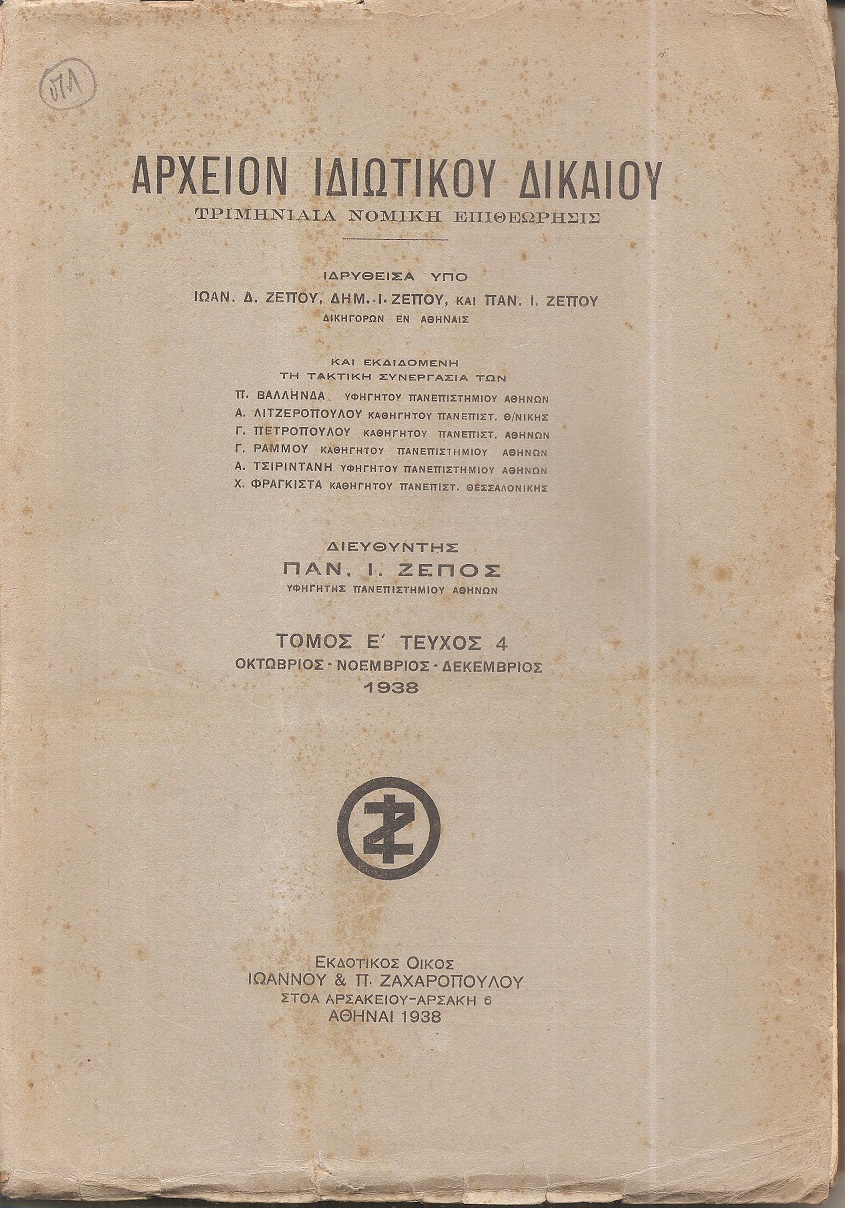 ΑΡΧΕΙΟΝ ΙΔΙΩΤΙΚΟΥ ΔΙΚΑΙΟΥ
ΤΡΙΜΗΝΙΑΙΑ ΝΟΜΙΚΗ ΕΠΙΘΕΩΡΗΣΙΣ
ΙΔΡΥΘΕΙΣΑ ΥΠΟ
ΙΩΑΝ. Δ. ΖΕΠΟΥ, ΔΗΜ. Ι. ΖΕΠΟΥ, ΚΑΙ ΠΑΝ. Ι. ΖΕΠΟΥ
ΔΙΚΗΓΟΡΩΝ ΕΝ ΑΘΗΝΑΙΣ
ΚΑΙ ΕΚΔΙΔΟΜΕΝΗ
ΤΗ ΤΑΚΤΙΚΗ ΣΥΝΕΡΓΑΣΙΑ ΤΩΝ
Π. ΒΑΛΛΗΝΔΑ ΥΦΗΓΗΤΟΥ ΠΑΝΕΠΙΣΤΗΜΙΟΥ ΑΘΗΝΩΝ
Α. ΛΙΤΖΕΡΟΠΟΥΛΟΥ ΚΑΘΗΓΗΤΟΥ ΠΑΝΕΠΙΣΤ. Θ/ΝΙΚΗΣ
Γ. ΠΕΤΡΟΠΟΥΛΟΥ ΚΑΘΗΓΗΤΟΥ ΠΑΝΕΠΙΣΤ. ΑΘΗΝΩΝ
Γ. ΡΑΜΜΟΥ ΚΑΘΗΓΗΤΟΥ ΠΑΝΕΠΙΣΤΗΜΙΟΥ ΑΘΗΝΩΝ
Α. ΤΣΙΡΙΝΤΑΝΗ ΥΦΗΓΗΤΟΥ ΠΑΝΕΠΙΣΤΗΜΙΟΥ ΑΘΗΝΩΝ
Χ. ΦΡΑΓΚΙΣΤΑ ΚΑΘΗΓΗΤΟΥ ΠΑΝΕΠΙΣΤ. ΘΕΣΣΑΛΟΝΙΚΗΣ
ΔΙΕΥΘΥΝΤΗΣ
ΠΑΝ. Ι. ΖΕΠΟΣ
ΥΦΗΓΗΤΗΣ ΠΑΝΕΠΙΣΤΗΜΙΟΥ ΑΘΗΝΩΝ
ΤΟΜΟΣ Ε΄ ΤΕΥΧΟΣ 4
ΟΚΤΩΒΡΙΟΣ - ΝΟΕΜΒΡΙΟΣ - ΔΕΚΕΜΒΡΙΟΣ
1938
ΕΚΔΟΤΙΚΟΣ ΟΙΚΟΣ
ΙΩΑΝΝΟΥ & Π. ΖΑΧΑΡΟΠΟΥΛΟΥ
ΣΤΟΑ ΑΡΣΑΚΕΙΟΥ-ΑΡΣΑΚΗ 6
ΑΘΗΝΑΙ 1938